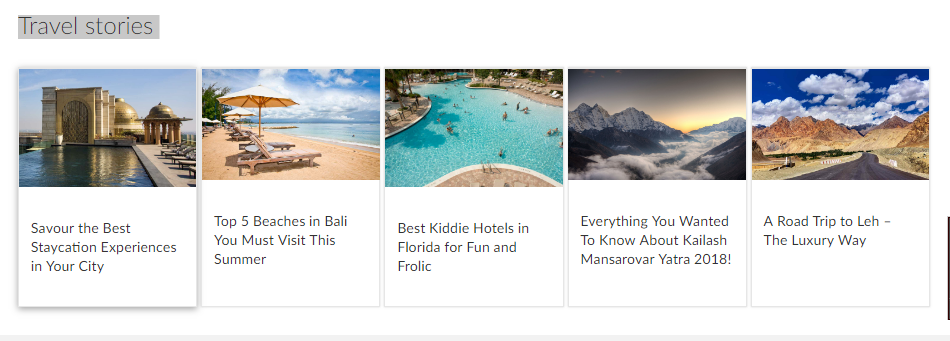 Travel stories
Savour the Best
Staycation Experiences
in Your City
Top 5 Beaches in Bali
You Must Visit This
Summer
Best Kiddie Hotels in
Florida for Fun and
Frolic
Everything You Wanted
To Know About Kailash
Mansarovar Yatra 2018!
A Road Trip to Leh –
The Luxury Way